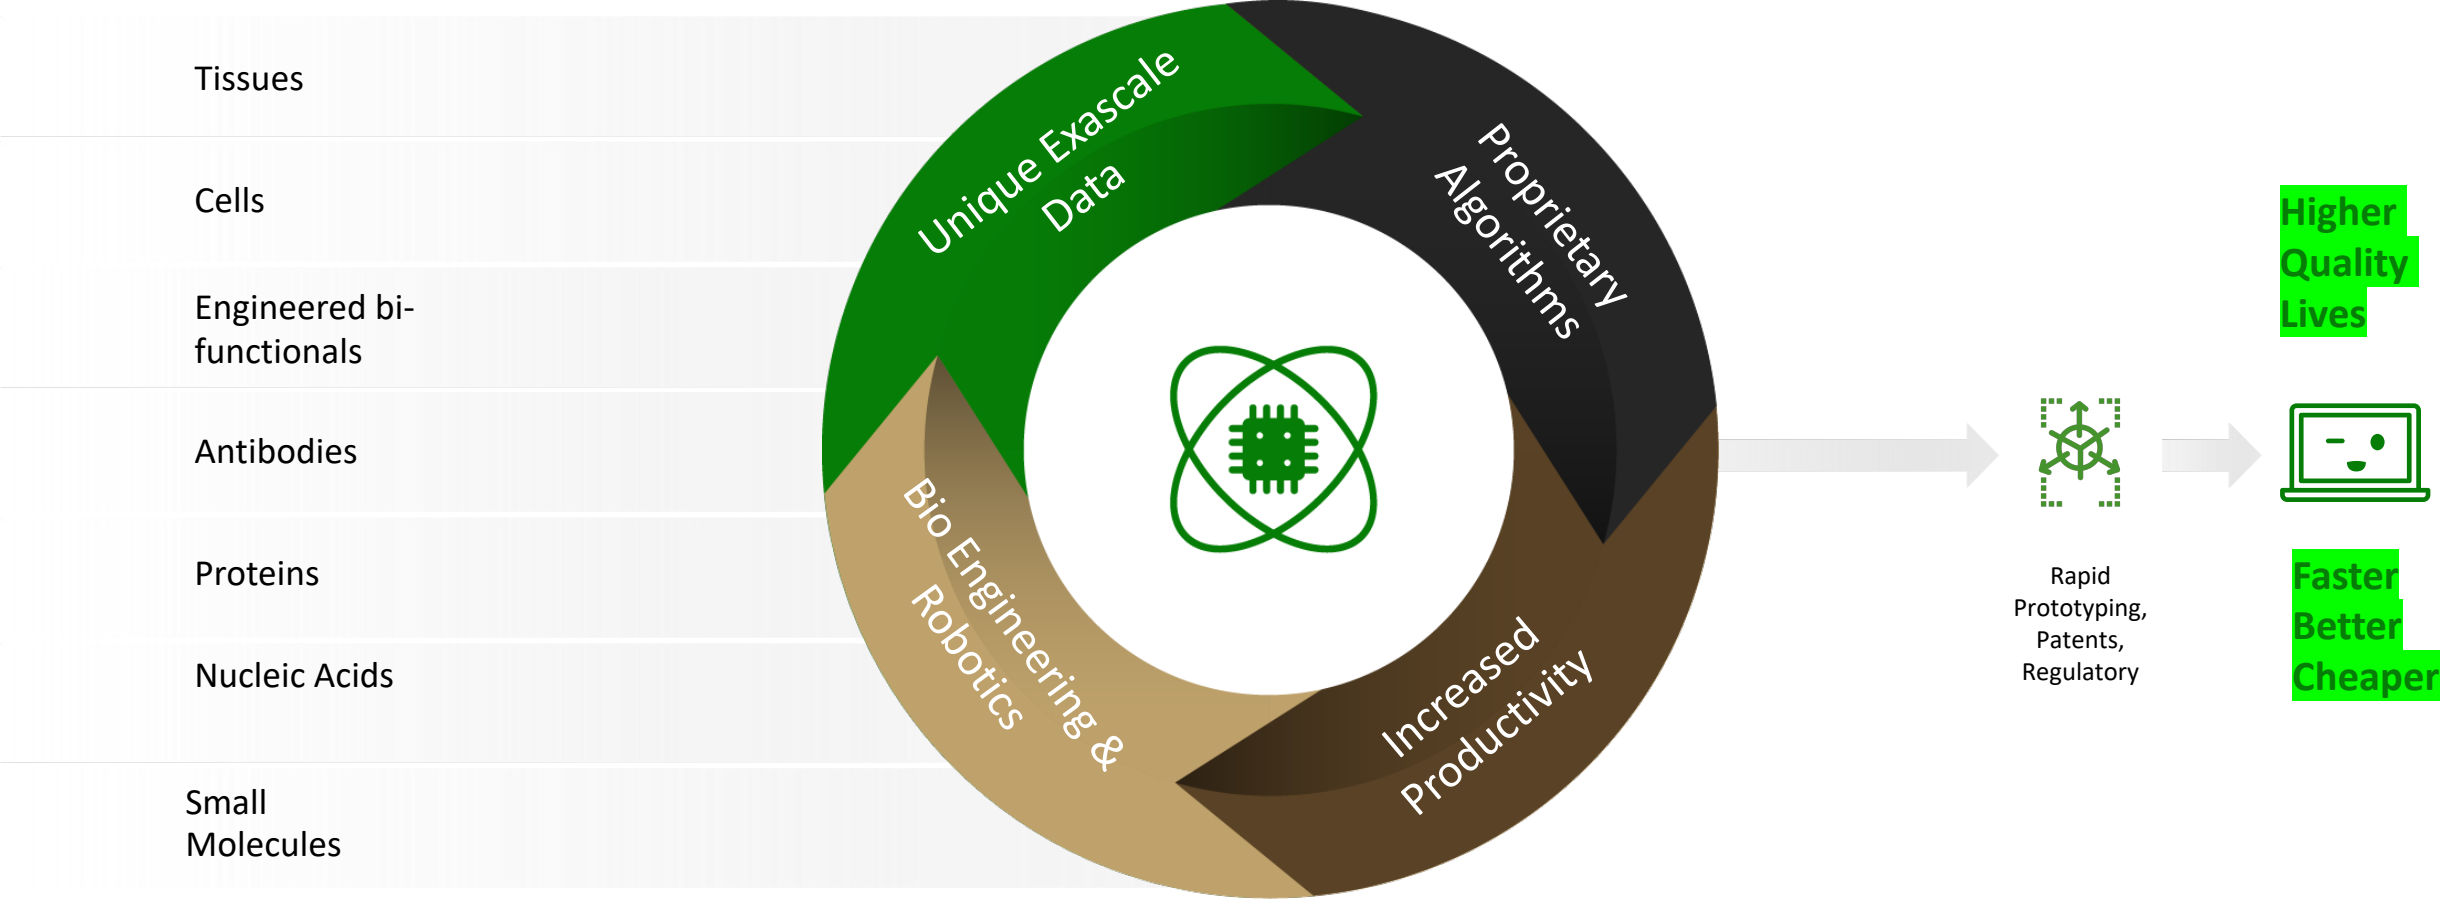 Tissues
Cells
Engineered bi-
functionals
Antibodies
Proteins
Nucleic Acids
Small
Molecules
Unique Exascale
Data
Proprietary
Algorithms
Increased
Productivity
Bio Engineering &
Robotics
Rapid
Prototyping,
Patents,
Regulatory
Higher
Quality
Lives
Faster
Better
Cheaper